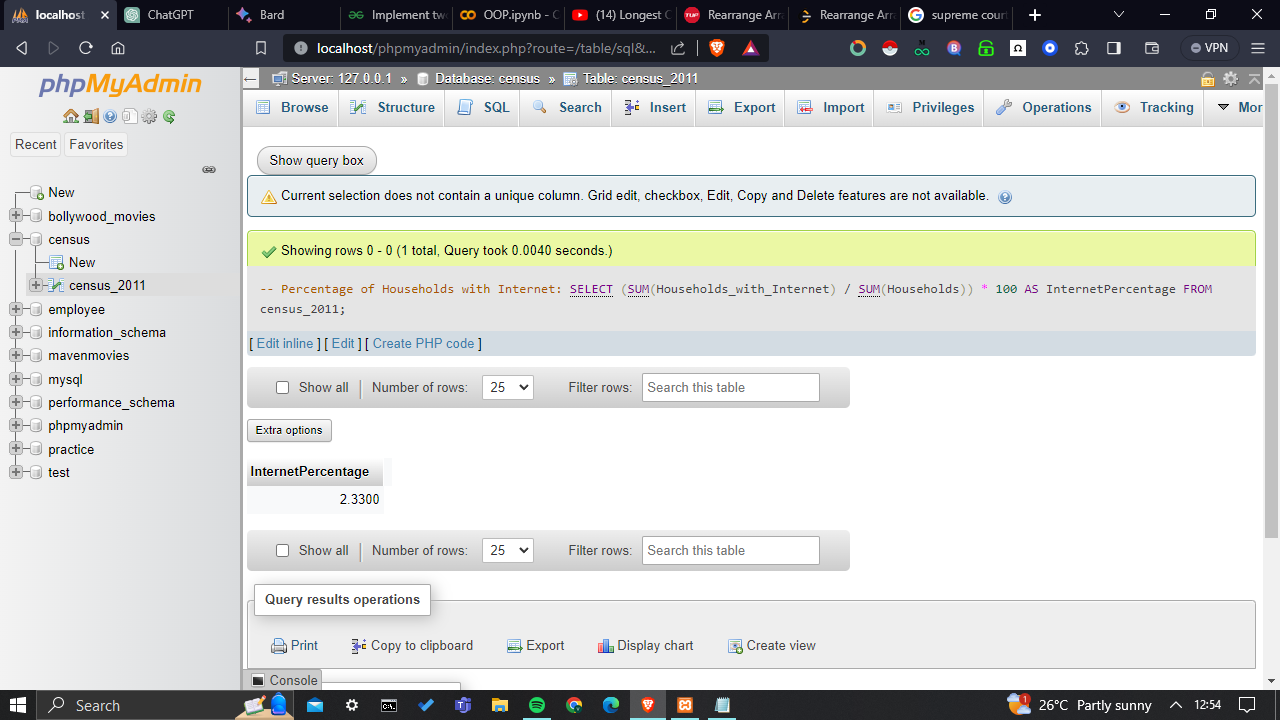 localhost
ChatGPT
Bard
Implement tw
OOP.ipynb - C
(14) Longest C
Rearrange Arr
Rearrange Arr
supreme cour
localhost/phpmyadmin/index.php?route=/table/sql&...
VPN
phpMyAdmin
Recent
Favorites
New
bollywood_movies
census
New
census_2011
employee
information_schema
mavenmovies
mysql
performance_schema
phpmyadmin
practice
test
Server: 127.0.0.1 » Database: census » Table: census_2011
Browse
Structure
SQL
Search
Insert
Export
Import
Privileges
Operations
Tracking
Mor
Show query box
Current selection does not contain a unique column. Grid edit, checkbox, Edit, Copy and Delete features are not available.
Showing rows 0 - 0 (1 total, Query took 0.0040 seconds.)
-- Percentage of Households with Internet: SELECT (SUM(Households_with_Internet) / SUM(Households)) * 100 AS InternetPercentage FROM
census_2011;
[ Edit inline ] [ Edit ] [ Create PHP code ]
Show all | Number of rows: 25 Filter rows: Search this table
Extra options
InternetPercentage
2.3300
Show all | Number of rows: 25 Filter rows: Search this table
Query results operations
Print
Copy to clipboard
Export
Display chart
Create view
Console
Search
1
26°C Partly sunny
12:54